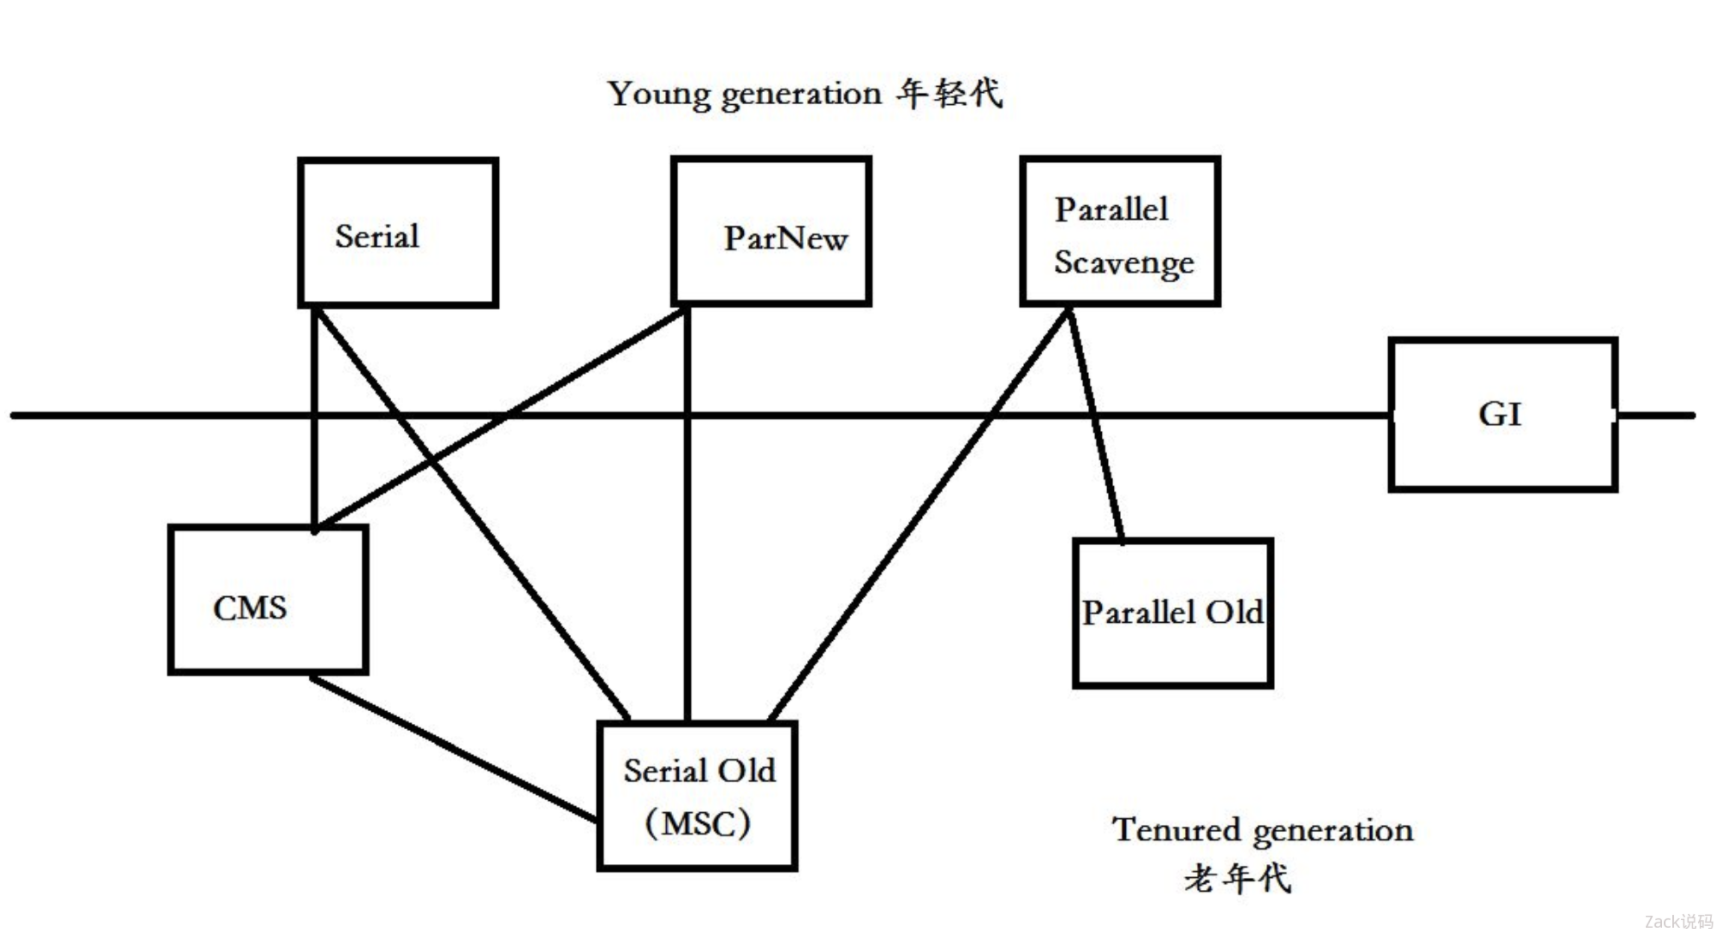 Young generation 年轻代
Serial
ParNew
Parallel
Scavenge
GI
CMS
Parallel Old
Serial Old
（MSC）
Tenured generation
老年代
Zack说码